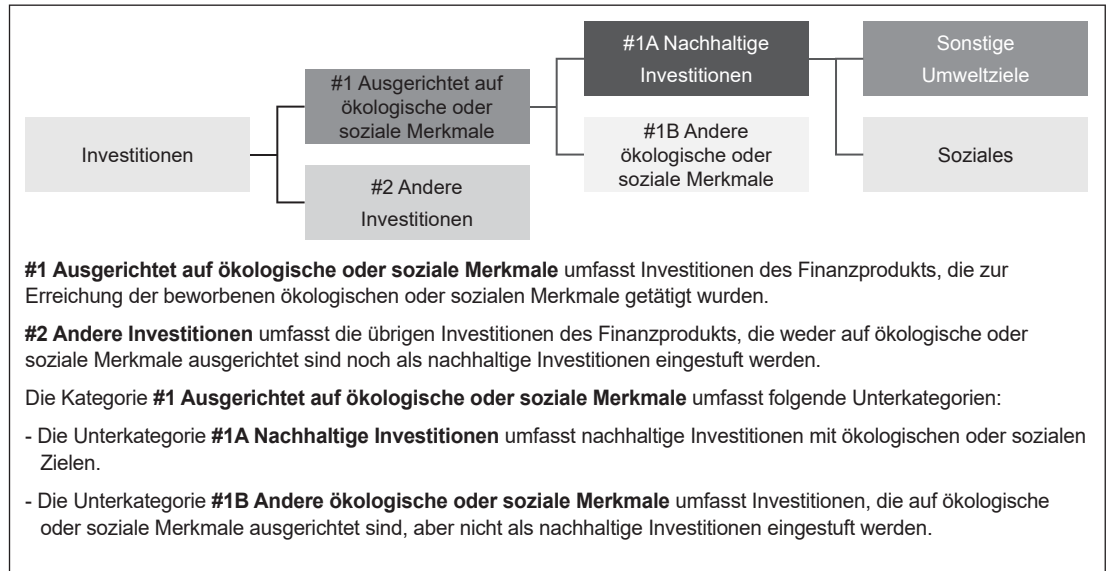 Investitionen
#1 Ausgerichtet auf
ökologische oder
soziale Merkmale
#2 Andere
Investitionen
#1A Nachhaltige
Investitionen
#1B Andere
ökologische oder
soziale Merkmale
Sonstige
Umweltziele
Soziales
#1 Ausgerichtet auf ökologische oder soziale Merkmale umfasst Investitionen des Finanzprodukts, die zur
Erreichung der beworbenen ökologischen oder sozialen Merkmale getätigt wurden.
#2 Andere Investitionen umfasst die übrigen Investitionen des Finanzprodukts, die weder auf ökologische oder
soziale Merkmale ausgerichtet sind noch als nachhaltige Investitionen eingestuft werden.
Die Kategorie #1 Ausgerichtet auf ökologische oder soziale Merkmale umfasst folgende Unterkategorien:
- Die Unterkategorie #1A Nachhaltige Investitionen umfasst nachhaltige Investitionen mit ökologischen oder sozialen
Zielen.
- Die Unterkategorie #1B Andere ökologische oder soziale Merkmale umfasst Investitionen, die auf ökologische
oder soziale Merkmale ausgerichtet sind, aber nicht als nachhaltige Investitionen eingestuft werden.